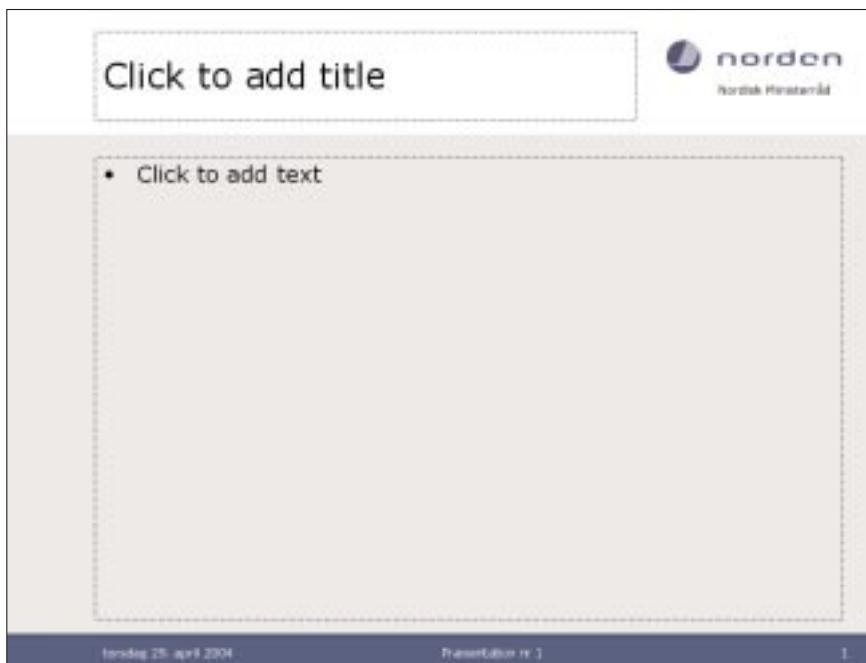 Click to add title
norden
Nordisk Ministerråd
• Click to add text
torsdag 29. april 2004
Præsentation nr 1
1